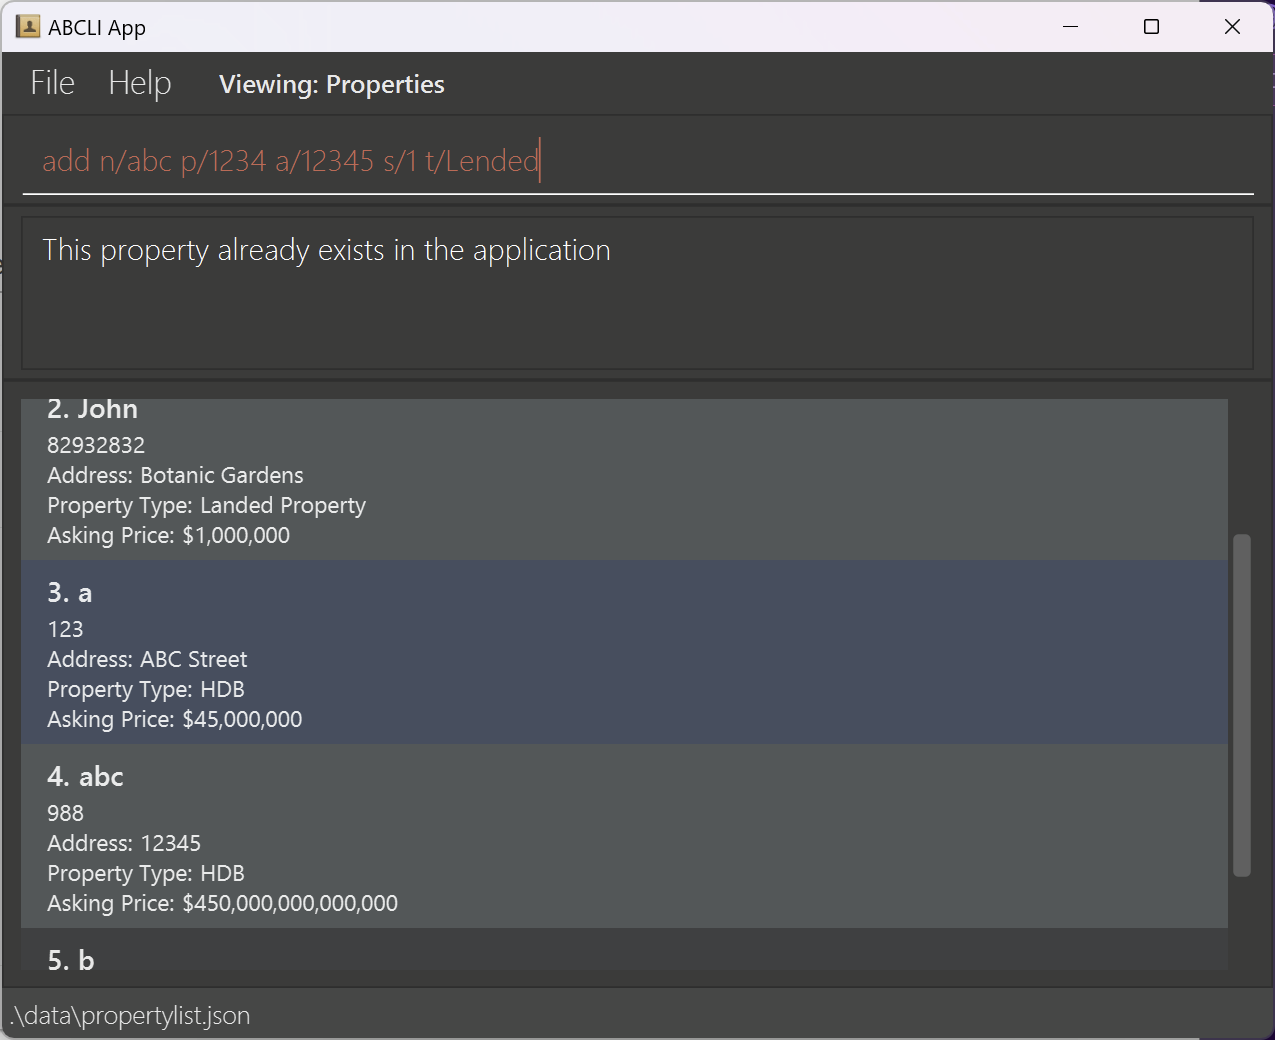 ABCLI App
File Help Viewing: Properties
add n/abc p/1234 a/12345 s/1 t/Lended
This property already exists in the application
2. John
82932832
Address: Botanic Gardens
Property Type: Landed Property
Asking Price: $1,000,000
3. a
123
Address: ABC Street
Property Type: HDB
Asking Price: $45,000,000
4. abc
988
Address: 12345
Property Type: HDB
Asking Price: $450,000,000,000,000
5. b
.\data\propertylist.json